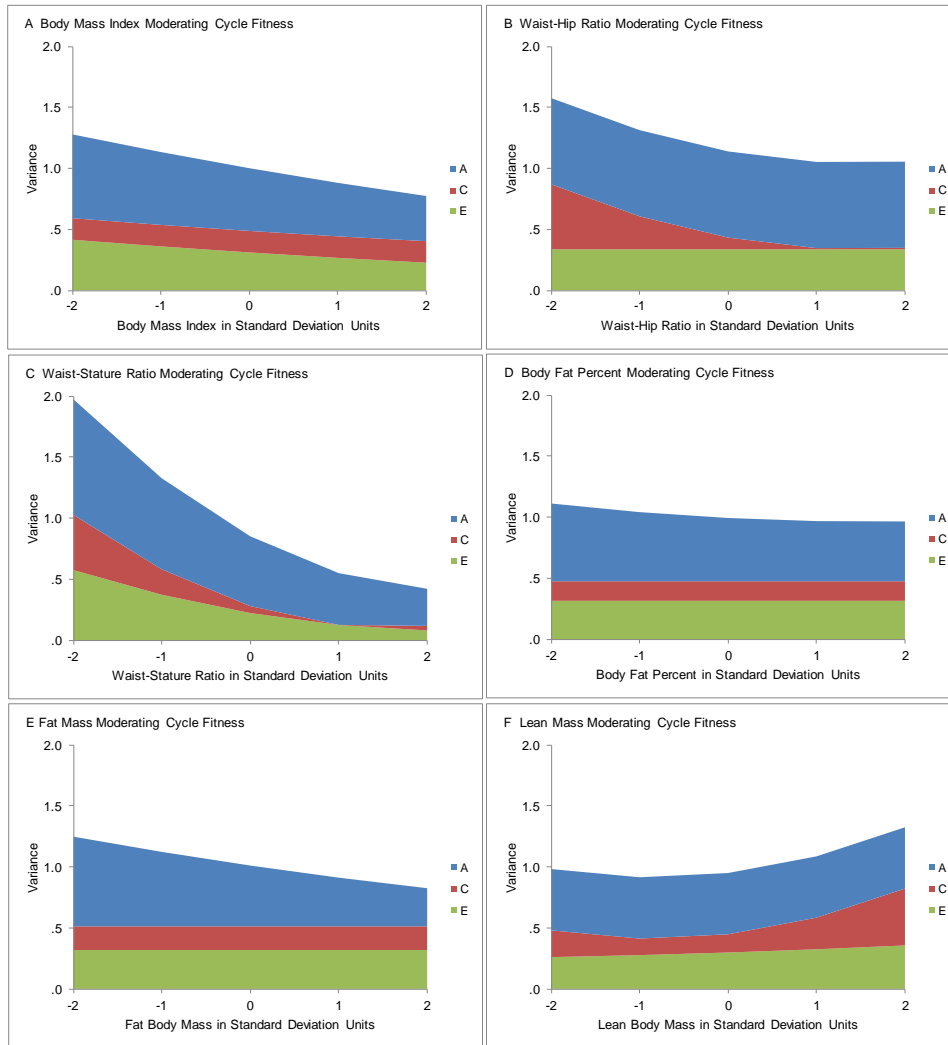 A Body Mass Index Moderating Cycle Fitness
2.0
1.5
1.0
.5
.0
Variance
-2
-1
0
1
2
Body Mass Index in Standard Deviation Units
A
C
E
B Waist-Hip Ratio Moderating Cycle Fitness
2.0
1.5
1.0
.5
.0
Variance
-2
-1
0
1
2
Waist-Hip Ratio in Standard Deviation Units
A
C
E
C Waist-Stature Ratio Moderating Cycle Fitness
2.0
1.5
1.0
.5
.0
Variance
-2
-1
0
1
2
Waist-Stature Ratio in Standard Deviation Units
A
C
E
D Body Fat Percent Moderating Cycle Fitness
2.0
1.5
1.0
.5
.0
Variance
-2
-1
0
1
2
Body Fat Percent in Standard Deviation Units
A
C
E
E Fat Mass Moderating Cycle Fitness
2.0
1.5
1.0
.5
.0
Variance
-2
-1
0
1
2
Fat Body Mass in Standard Deviation Units
A
C
E
F Lean Mass Moderating Cycle Fitness
2.0
1.5
1.0
.5
.0
Variance
-2
-1
0
1
2
Lean Body Mass in Standard Deviation Units
A
C
E